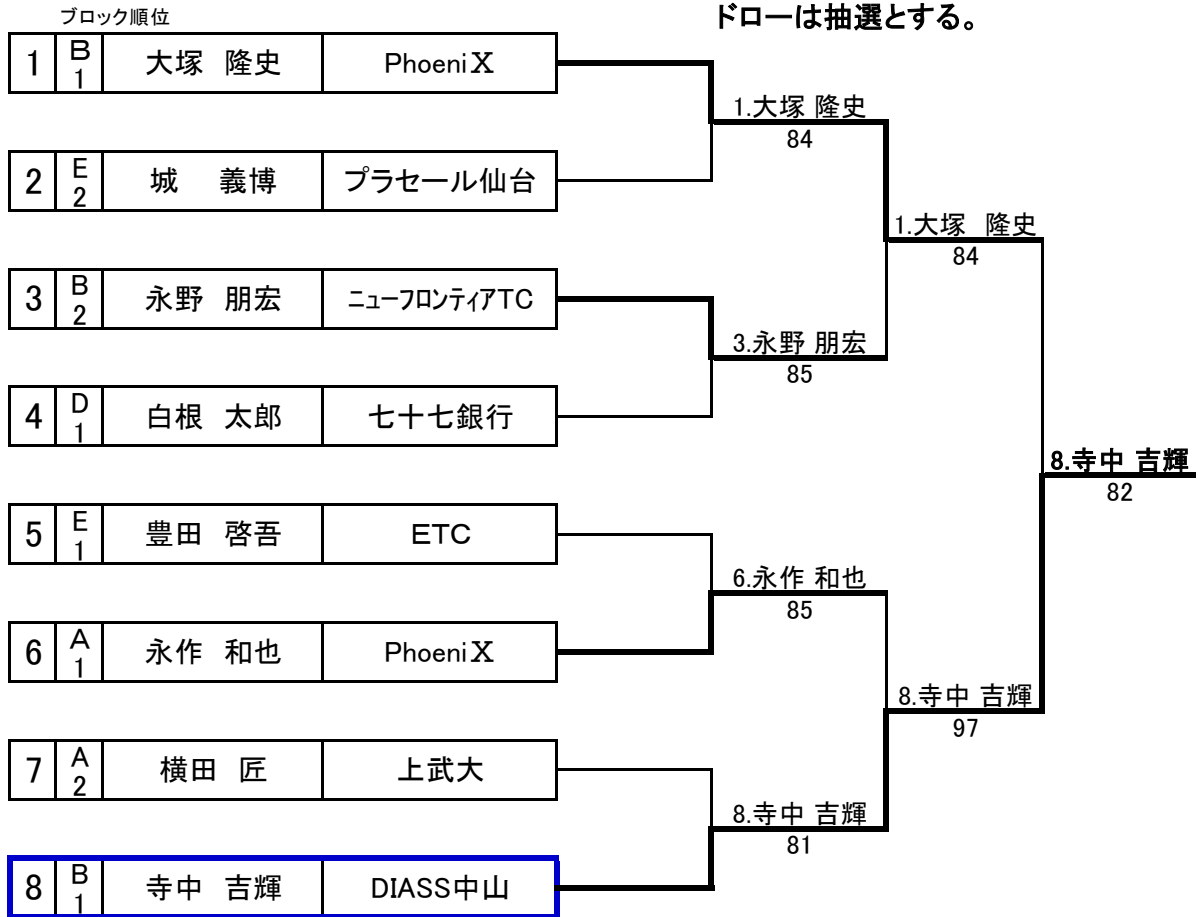 ブロック順位
ドローは抽選とする。
1 B 1 大塚 隆史 PhoeniX
1.大塚 隆史
84
2 E 2 城 義博 プラセール仙台
1.大塚 隆史
84
3 B 2 永野 朋宏 ニューフロンティアTC
3.永野 朋宏
85
4 D 1 白根 太郎 七十七銀行
8.寺中 吉輝
82
5 E 1 豊田 啓吾 ETC
6.永作 和也
85
6 A 1 永作 和也 PhoeniX
8.寺中 吉輝
97
7 A 2 横田 匠 上武大
8.寺中 吉輝
81
8 B 1 寺中 吉輝 DIASS中山